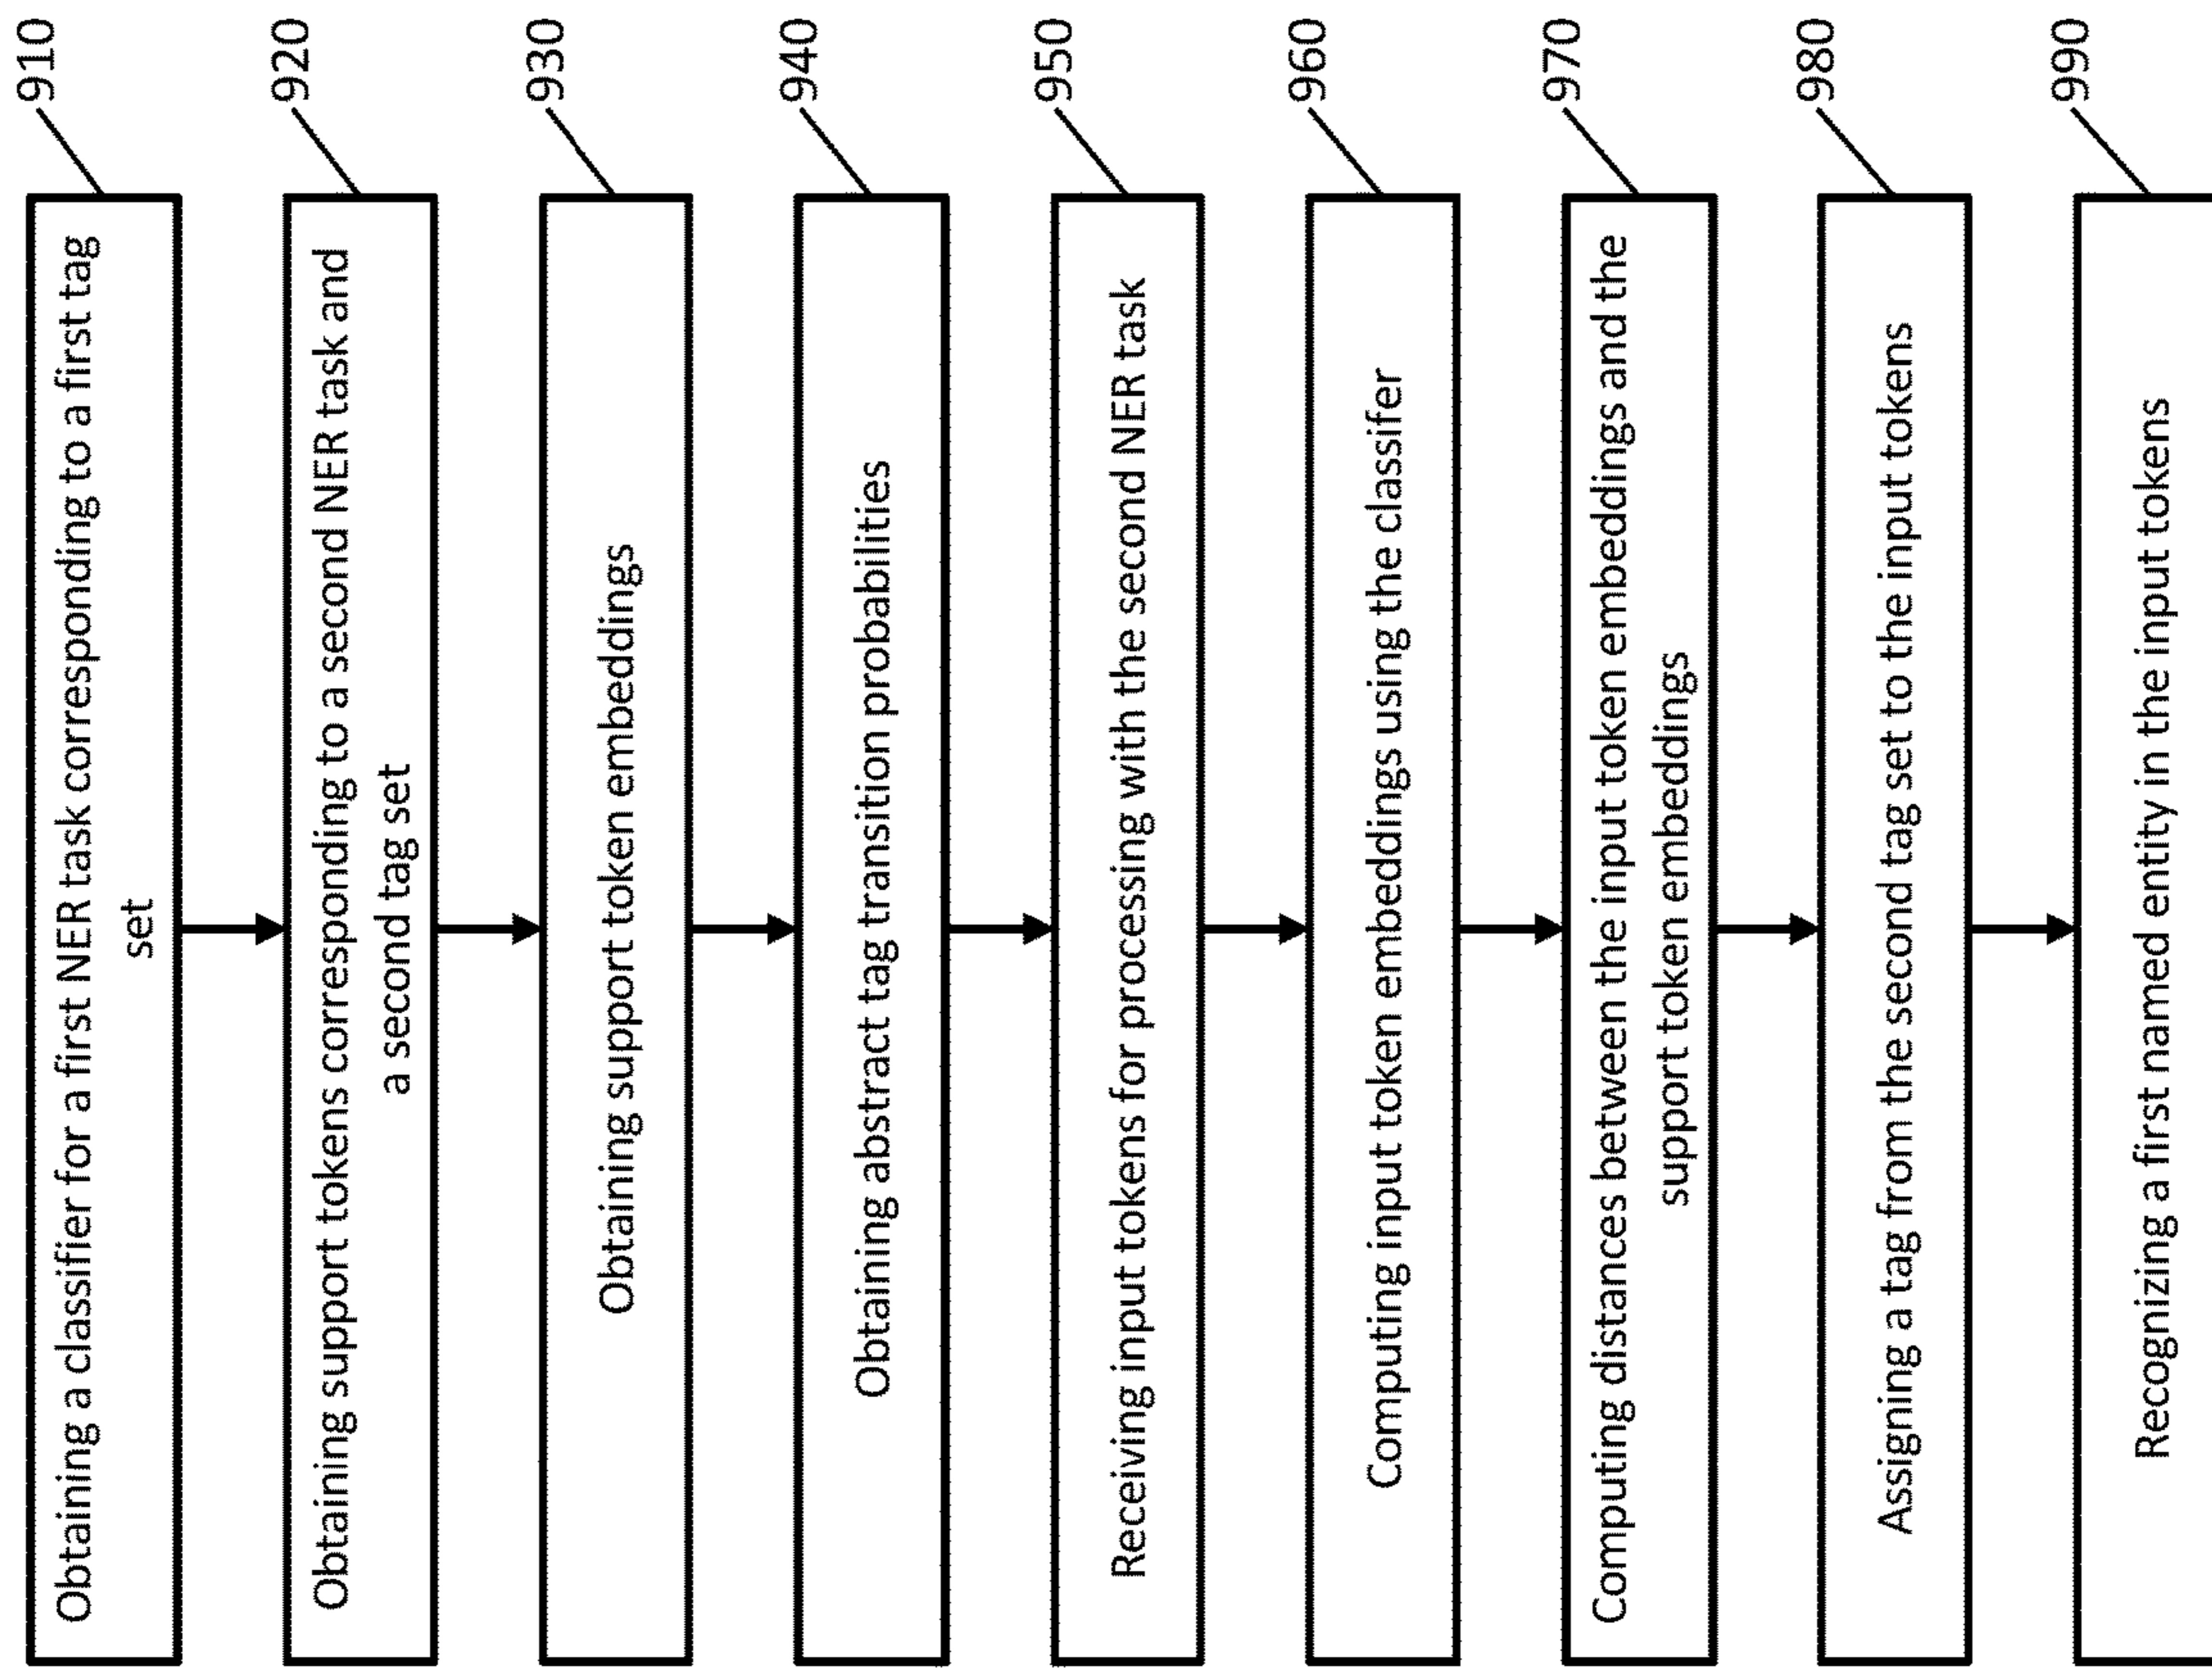 Obtaining a classifier for a first NER task corresponding to a first tag
set
910
Obtaining support tokens corresponding to a second NER task and
a second tag set
920
Obtaining support token embeddings
930
Obtaining abstract tag transition probabilities
940
Receiving input tokens for processing with the second NER task
950
Computing input token embeddings using the classifer
960
Computing distances between the input token embeddings and the
support token embeddings
970
Assigning a tag from the second tag set to the input tokens
980
Recognizing a first named entity in the input tokens
990